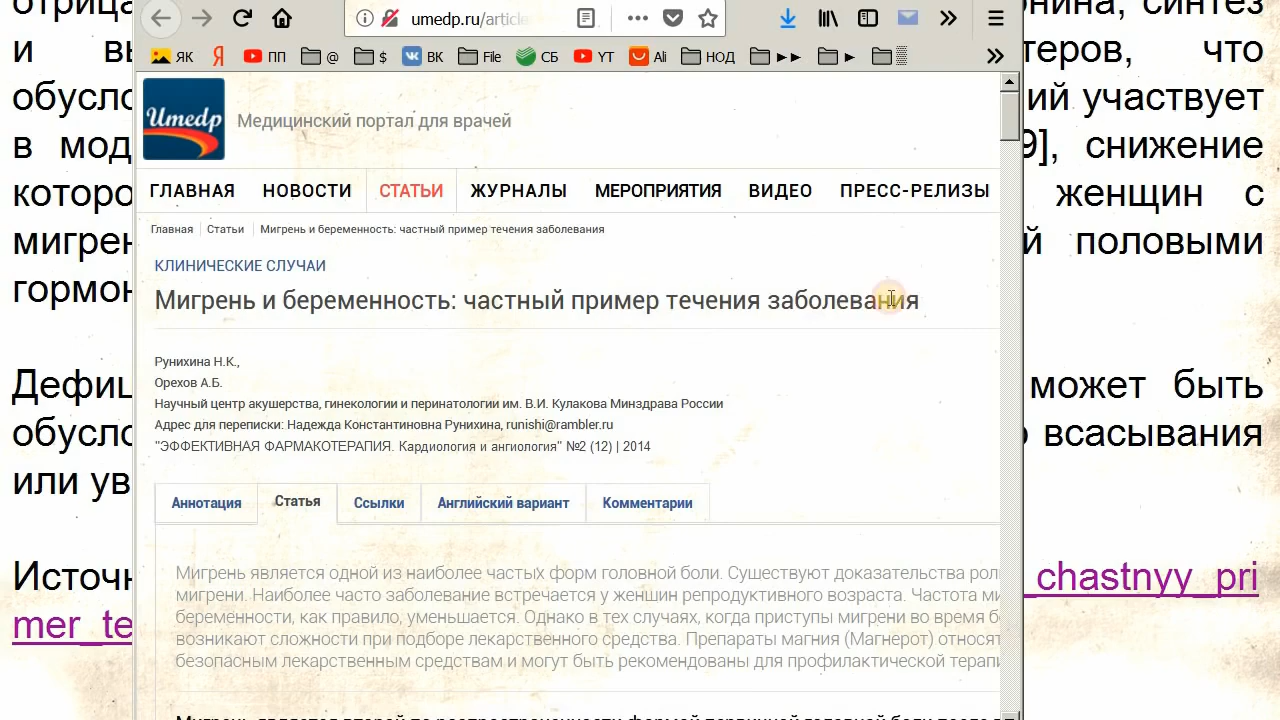 отрица нина, синтез
и вы теров, что
обусло ий участвует
в мод 9], снижение
которо женщин с
мигрен й половыми
гормон
Дефиц может быть
обусло о всасывания
или ув
Источн _chastnyy_pri
mer_te
umedp.ru/article
ЯК ПП @ $ ВК File СБ YT Ali НОД
Umedp
Медицинский портал для врачей
ГЛАВНАЯ НОВОСТИ СТАТЬИ ЖУРНАЛЫ МЕРОПРИЯТИЯ ВИДЕО ПРЕСС-РЕЛИЗЫ
Главная Статьи Мигрень и беременность: частный пример течения заболевания
КЛИНИЧЕСКИЕ СЛУЧАИ
Мигрень и беременность: частный пример течения заболевания
Рунихина Н.К.,
Орехов А.Б.
Научный центр акушерства, гинекологии и перинатологии им. В.И. Кулакова Минздрава России
Адрес для переписки: Надежда Константиновна Рунихина, runishi@rambler.ru
"ЭФФЕКТИВНАЯ ФАРМАКОТЕРАПИЯ. Кардиология и ангиология" №2 (12) | 2014
Аннотация Статья Ссылки Английский вариант Комментарии
Мигрень является одной из наиболее частых форм головной боли. Существуют доказательства рол
мигрени. Наиболее часто заболевание встречается у женщин репродуктивного возраста. Частота ми
беременности, как правило, уменьшается. Однако в тех случаях, когда приступы мигрени во время б
возникают сложности при подборе лекарственного средства. Препараты магния (Магнерот) относят
безопасным лекарственным средствам и могут быть рекомендованы для профилактической терапи